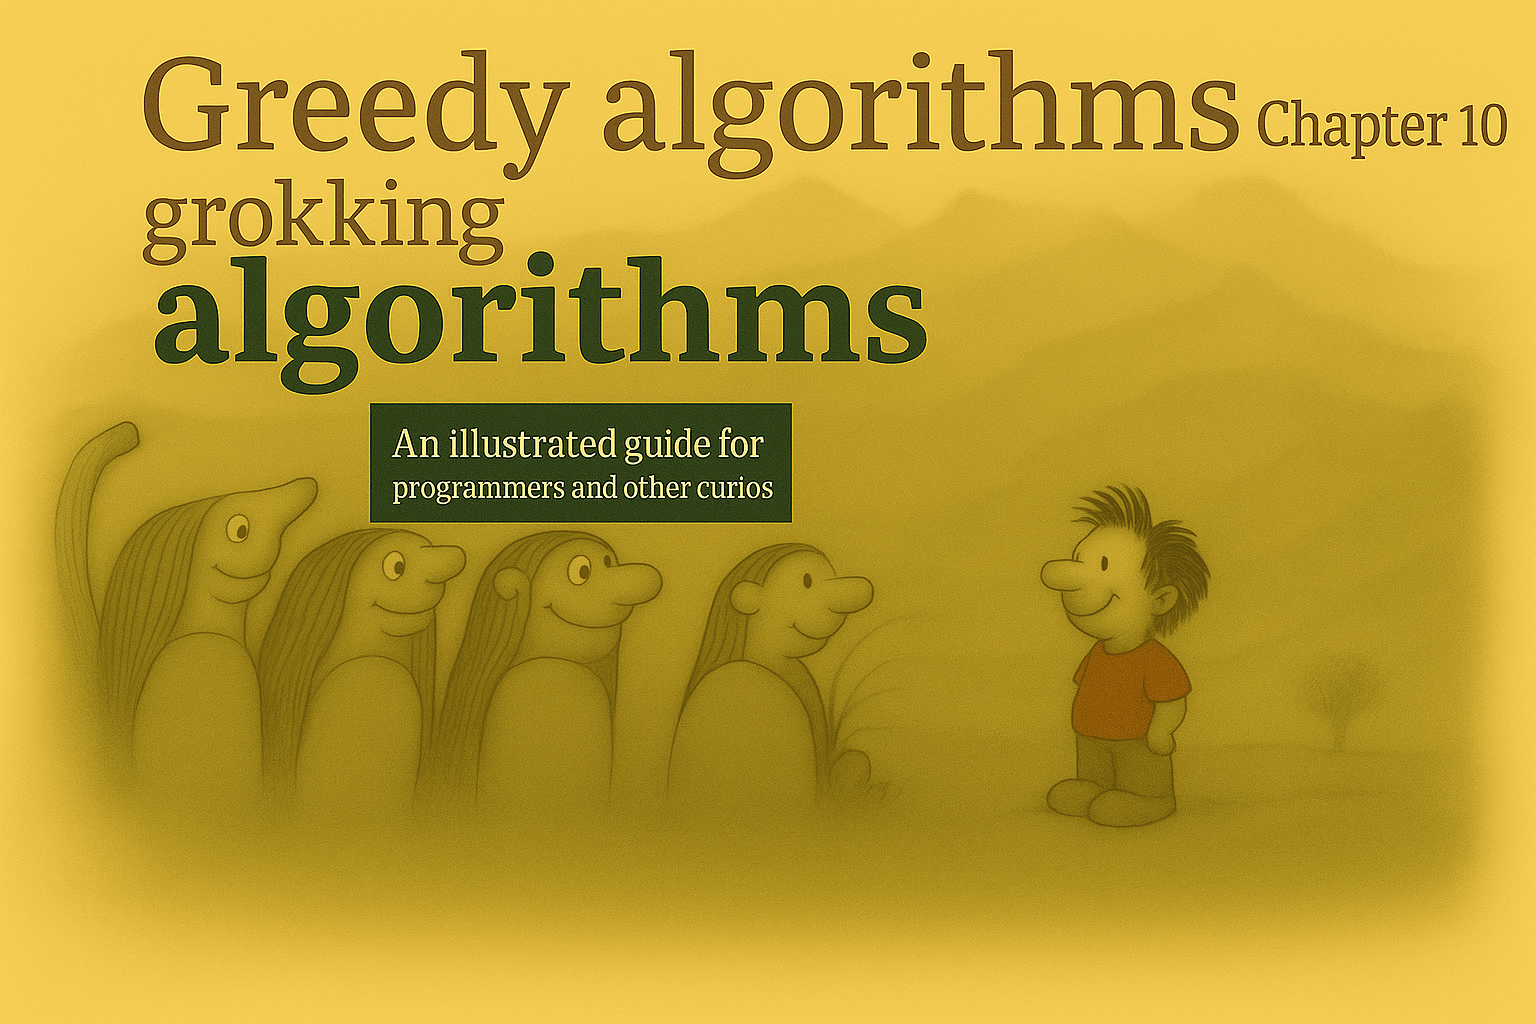 Greedy algorithms Chapter 10
grokking
algorithms
An illustrated guide for
programmers and other curios